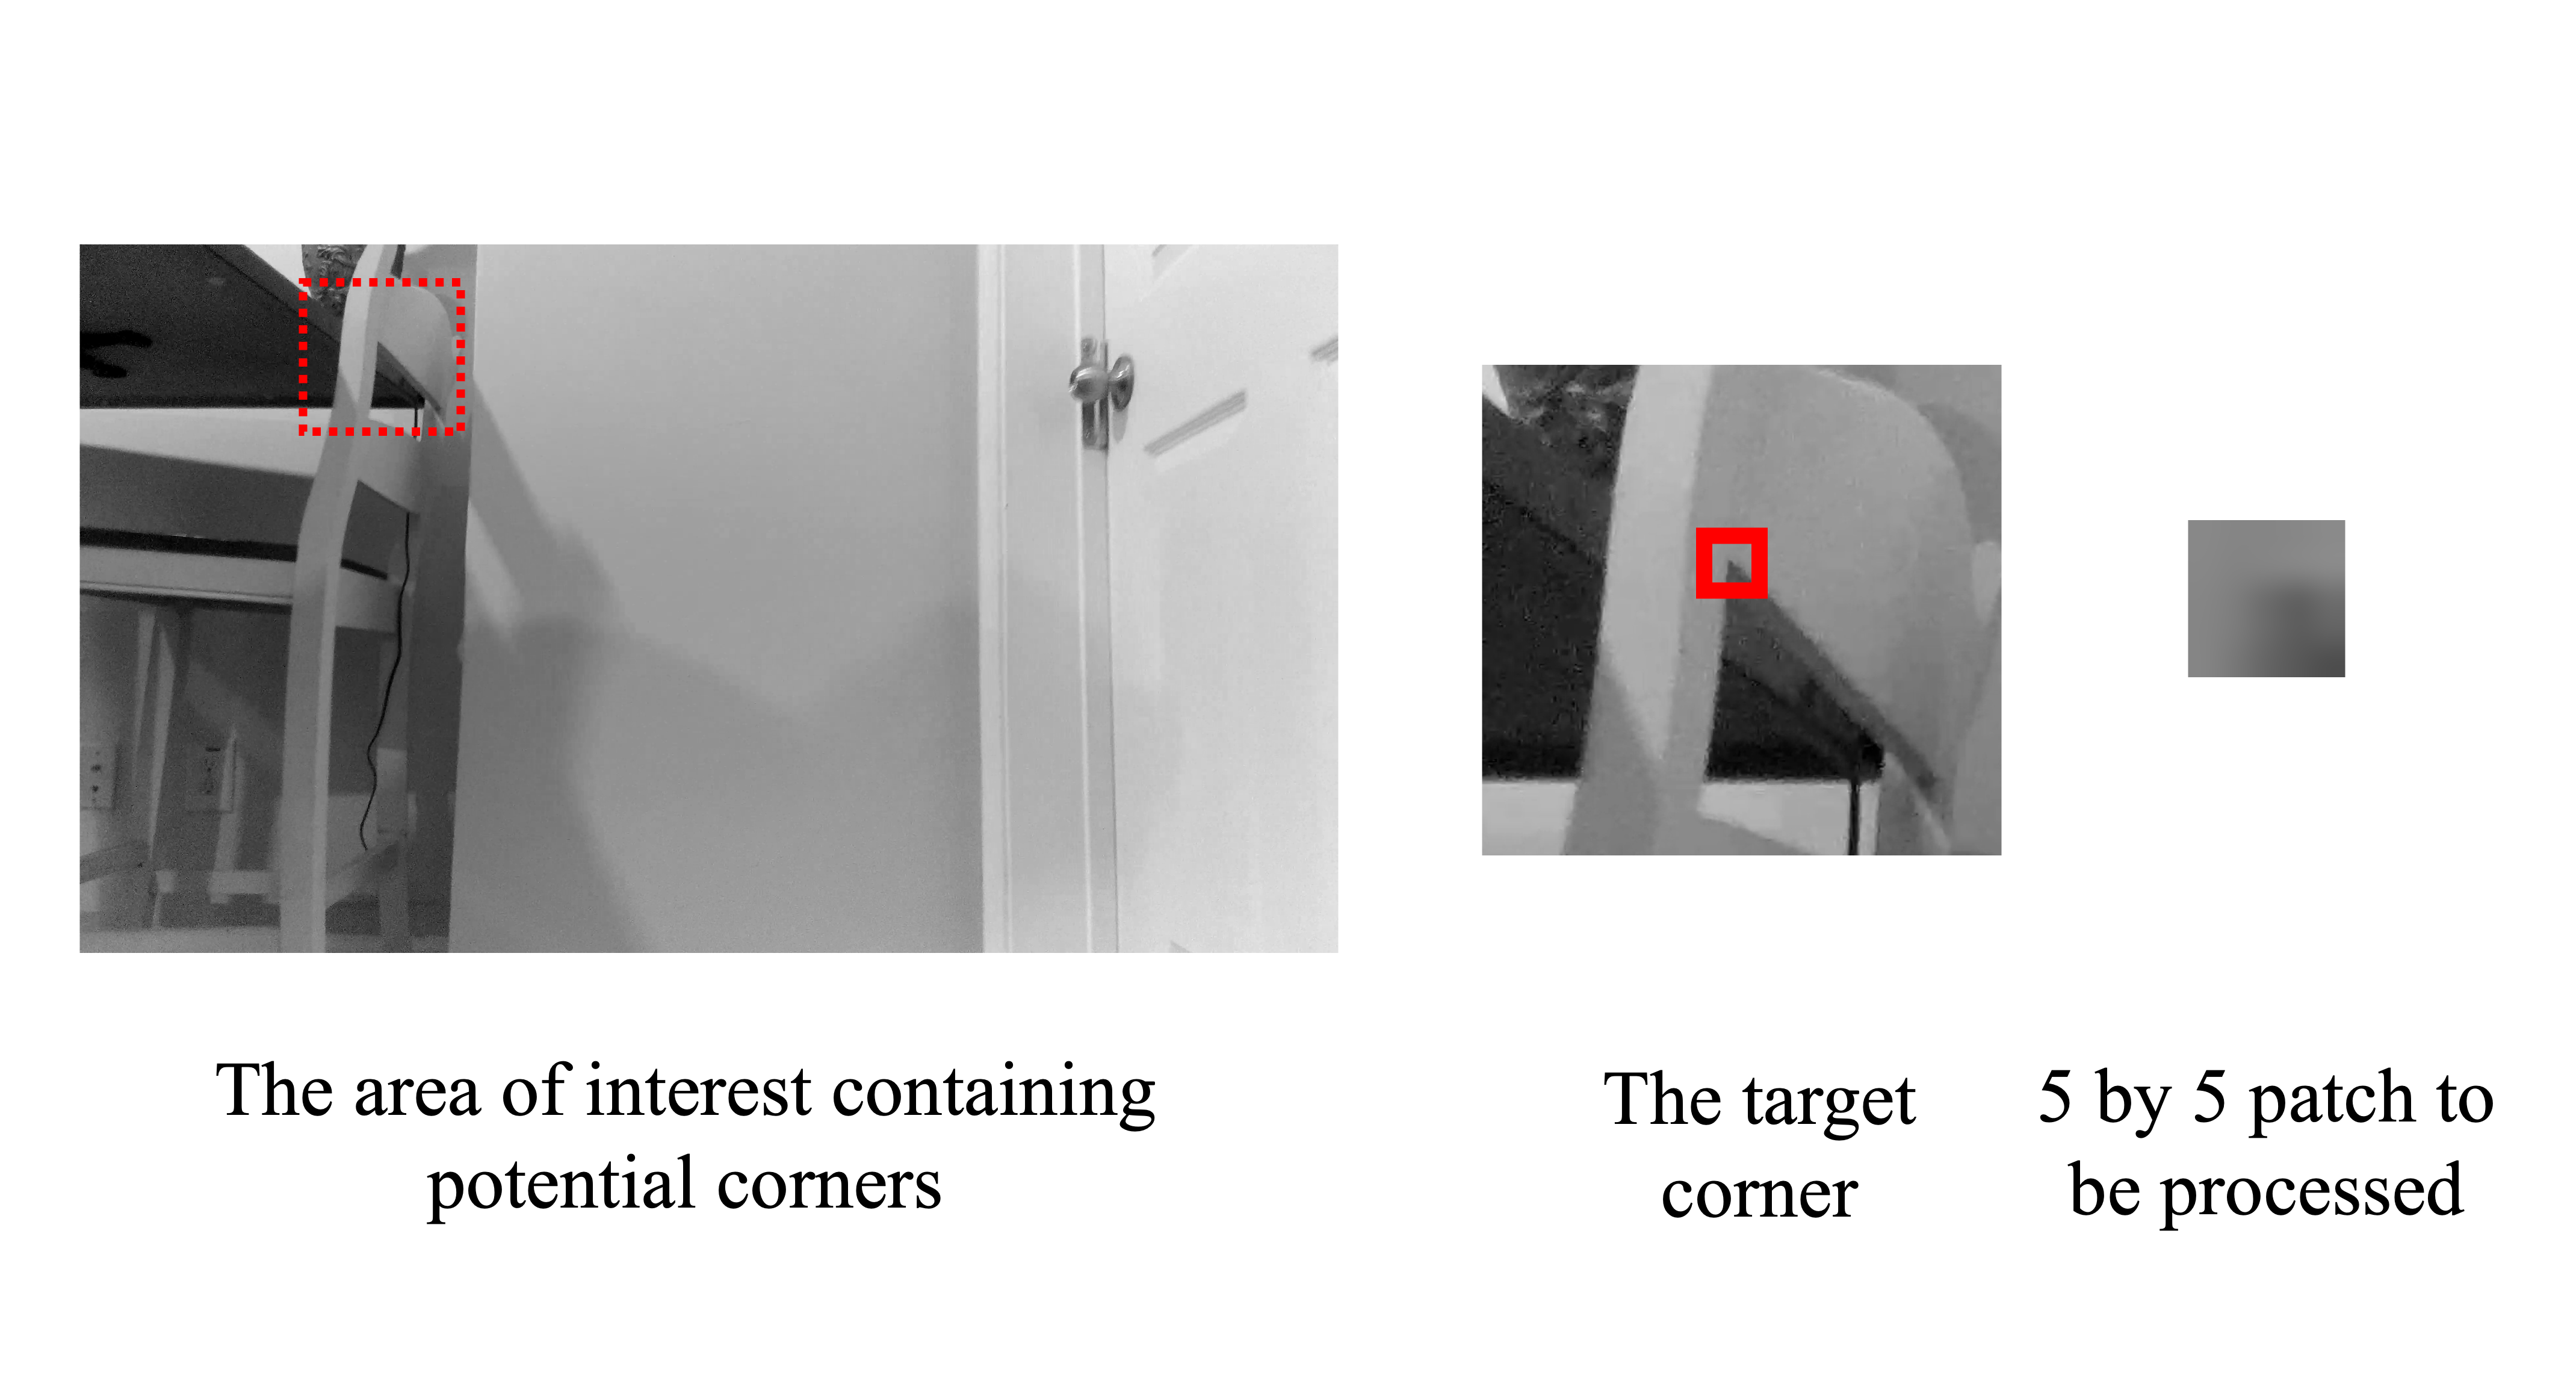 The area of interest containing
potential corners
The target
corner
5 by 5 patch to
be processed